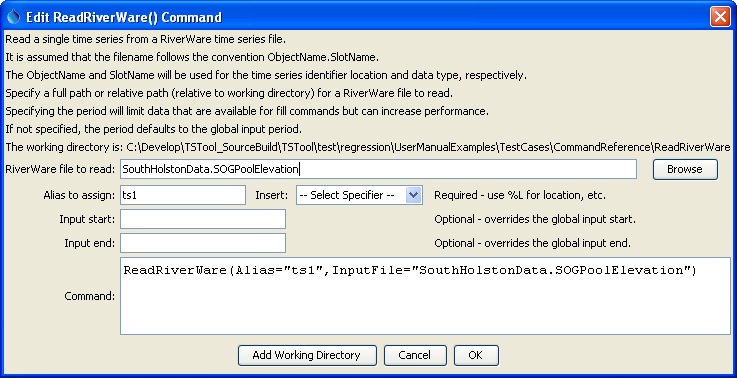 Edit ReadRiverWare() Command
Read a single time series from a RiverWare time series file.
It is assumed that the filename follows the convention ObjectName.SlotName.
The ObjectName and SlotName will be used for the time series identifier location and data type, respectively.
Specify a full path or relative path (relative to working directory) for a RiverWare file to read.
Specifying the period will limit data that are available for fill commands but can increase performance.
If not specified, the period defaults to the global input period.
The working directory is: C:\Develop\TSTool_SourceBuild\TSTool\test\regression\UserManualExamples\TestCases\CommandReference\ReadRiverWare
RiverWare file to read: SouthHolstonData.SOGPoolElevation Browse
Alias to assign: ts1 Insert: -- Select Specifier -- Required - use %L for location, etc.
Input start: Optional - overrides the global input start.
Input end: Optional - overrides the global input end.
Command: ReadRiverWare(Alias="ts1",InputFile="SouthHolstonData.SOGPoolElevation")
Add Working Directory Cancel OK